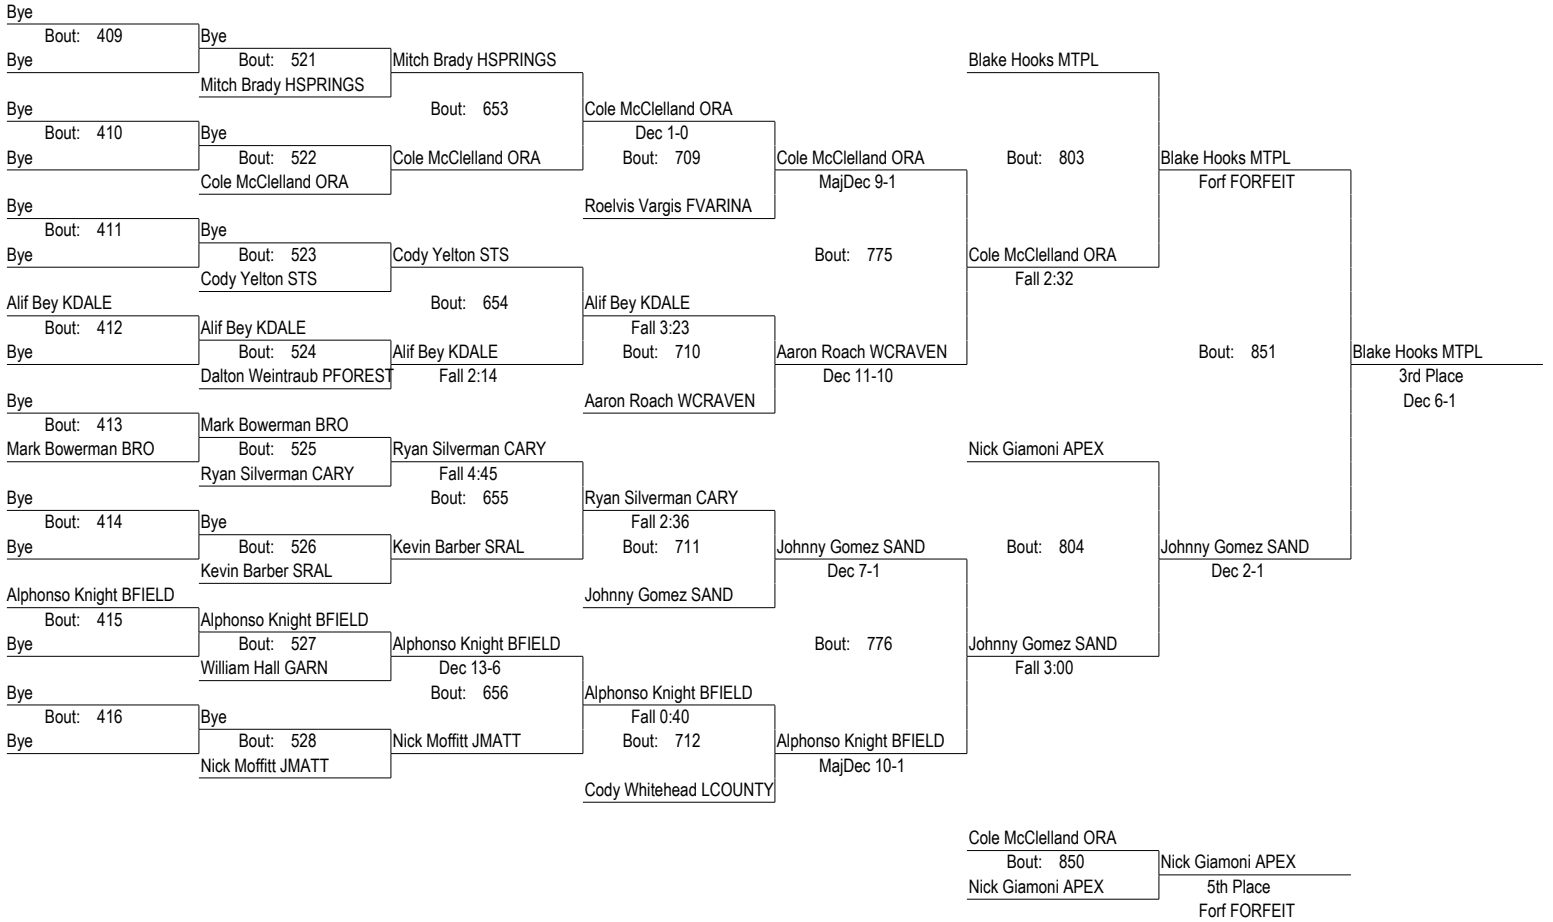 Bye
Bout: 409 Bye
Bye Bout: 521 Mitch Brady HSPRINGS Blake Hooks MTPL
Mitch Brady HSPRINGS
Bye Bout: 653 Cole McClelland ORA
Bout: 410 Bye Dec 1-0
Bye Bout: 522 Cole McClelland ORA Bout: 709 Cole McClelland ORA Bout: 803 Blake Hooks MTPL
Cole McClelland ORA MajDec 9-1 Forf FORFEIT
Bye Roelvis Vargis FVARINA
Bout: 411 Bye
Bye Bout: 523 Cody Yelton STS Bout: 775 Cole McClelland ORA
Cody Yelton STS Fall 2:32
Alif Bey KDALE Bout: 654 Alif Bey KDALE
Bout: 412 Alif Bey KDALE Fall 3:23
Bye Bout: 524 Alif Bey KDALE Bout: 710 Aaron Roach WCRAVEN Bout: 851 Blake Hooks MTPL
Dalton Weintraub PFOREST Fall 2:14 Dec 11-10 3rd Place
Bye Aaron Roach WCRAVEN Dec 6-1
Bout: 413 Mark Bowerman BRO
Mark Bowerman BRO Bout: 525 Ryan Silverman CARY Nick Giamoni APEX
Ryan Silverman CARY Fall 4:45
Bye Bout: 655 Ryan Silverman CARY
Bout: 414 Bye Fall 2:36
Bye Bout: 526 Kevin Barber SRAL Bout: 711 Johnny Gomez SAND Bout: 804 Johnny Gomez SAND
Kevin Barber SRAL Dec 7-1 Dec 2-1
Alphonso Knight BFIELD Johnny Gomez SAND
Bout: 415 Alphonso Knight BFIELD
Bye Bout: 527 Alphonso Knight BFIELD Bout: 776 Johnny Gomez SAND
William Hall GARN Dec 13-6 Fall 3:00
Bye Bout: 656 Alphonso Knight BFIELD
Bout: 416 Bye Fall 0:40
Bye Bout: 528 Nick Moffitt JMATT Bout: 712 Alphonso Knight BFIELD
Nick Moffitt JMATT MajDec 10-1
Cody Whitehead LCOUNTY
Cole McClelland ORA
Bout: 850 Nick Giamoni APEX
Nick Giamoni APEX 5th Place
Forf FORFEIT